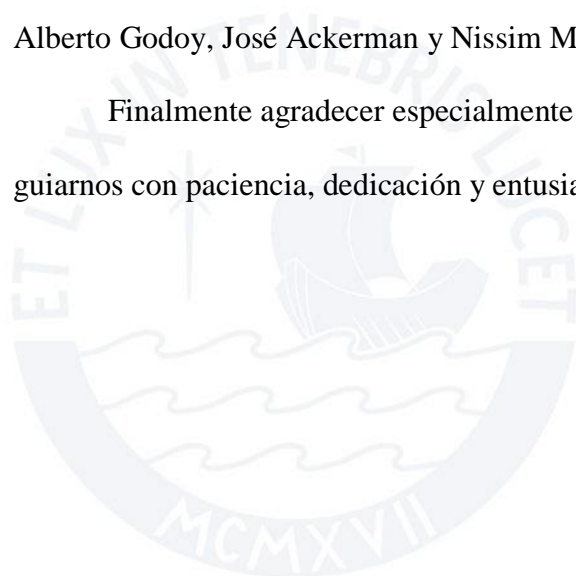 Alberto Godoy, José Ackerman y Nissim M
Finalmente agradecer especialmente
guiarnos con paciencia, dedicación y entusia
ET LUX IN TENEBRIS LUCET
MCMXVII